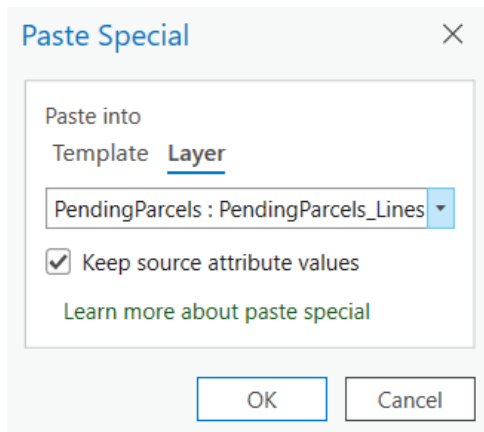 Paste Special
Paste into
Template Layer
PendingParcels : PendingParcels_Lines
Keep source attribute values
Learn more about paste special
OK Cancel